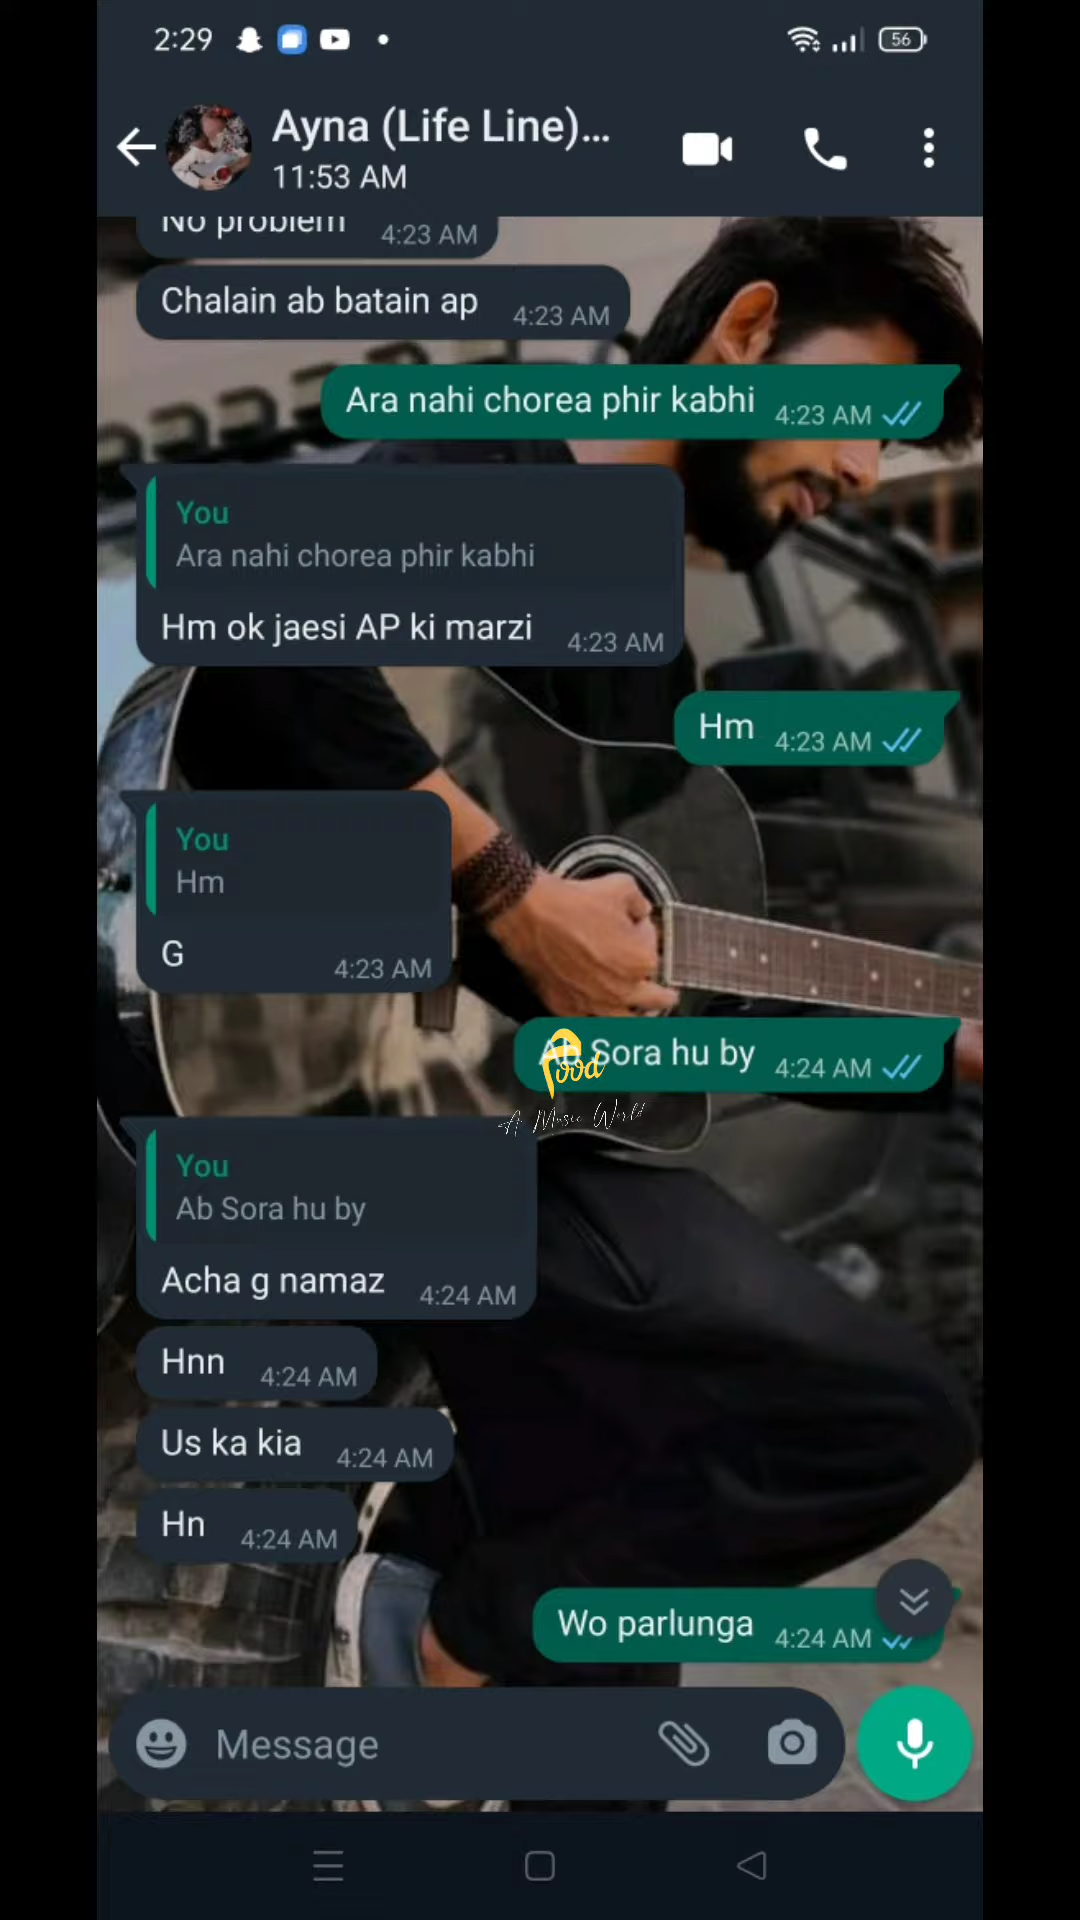 2:29
56
Ayna (Life Line)...
11:53 AM
No problem 4:23 AM
Chalain ab batain ap 4:23 AM
Ara nahi chorea phir kabhi 4:23 AM
You
Ara nahi chorea phir kabhi
Hm ok jaesi AP ki marzi 4:23 AM
Hm 4:23 AM
You
Hm
G 4:23 AM
Ab Sora hu by 4:24 AM
Food
A Music World
You
Ab Sora hu by
Acha g namaz 4:24 AM
Hnn 4:24 AM
Us ka kia 4:24 AM
Hn 4:24 AM
Wo parlunga 4:24 AM
Message